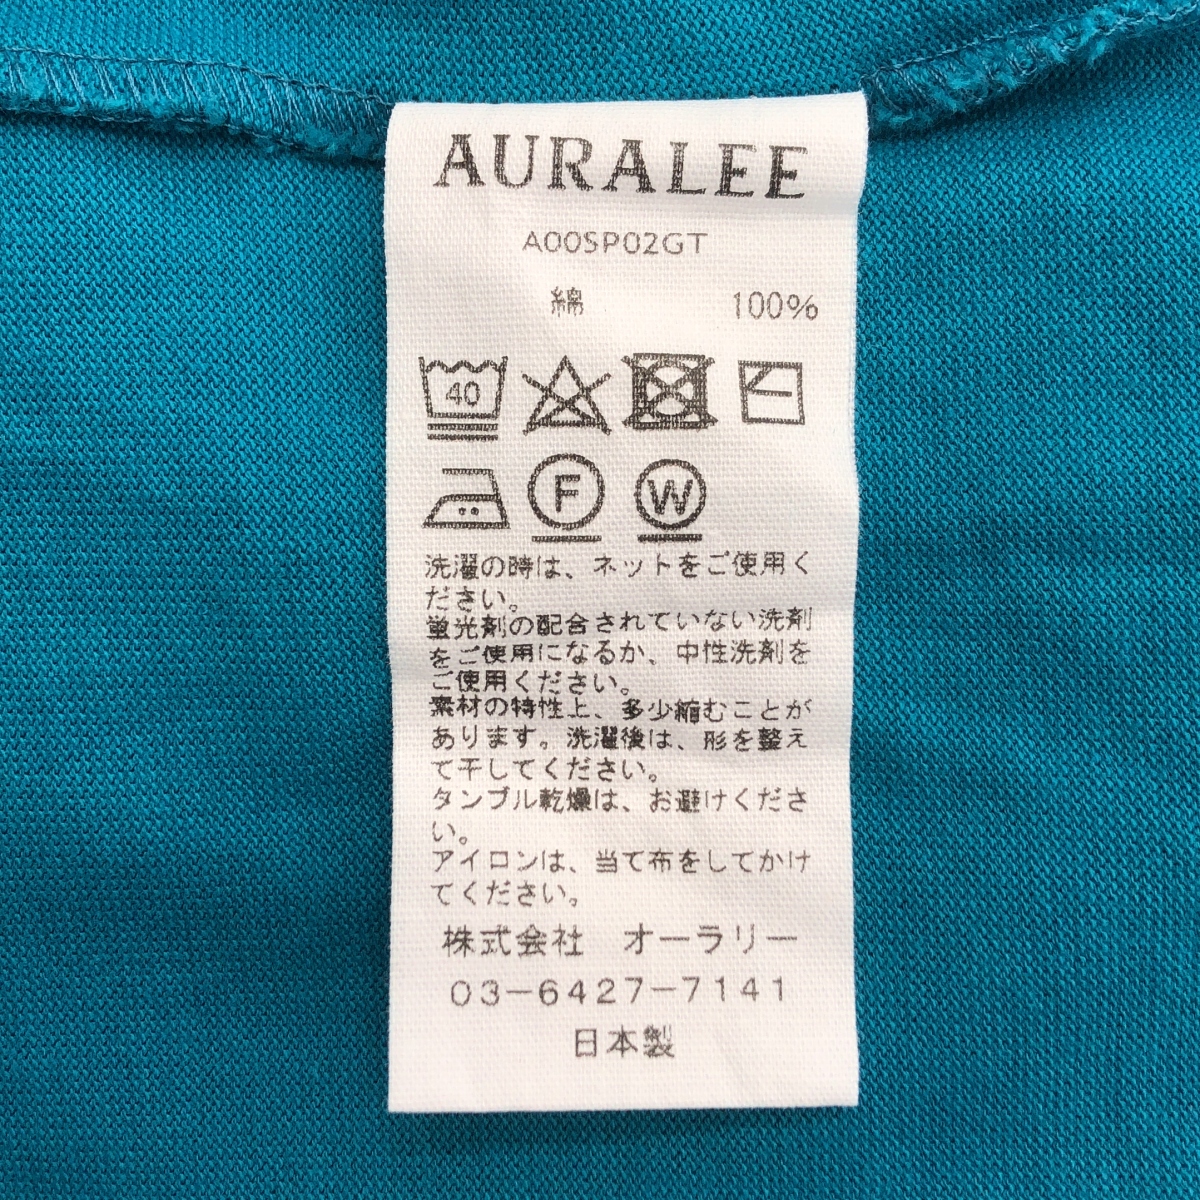 AURALEE
A00SP02GT
綿 100%
40
F W
洗濯の時は、ネットをご使用く
ださい。
蛍光剤の配合されていない洗剤
をご使用になるか、中性洗剤を
ご使用ください。
素材の特性上、多少縮むことが
あります。洗濯後は、形を整え
て干してください。
タンブル乾燥は、お避けくださ
い。
アイロンは、当て布をしてかけ
てください。
株式会社　オーラリー
03-6427-7141
日本製